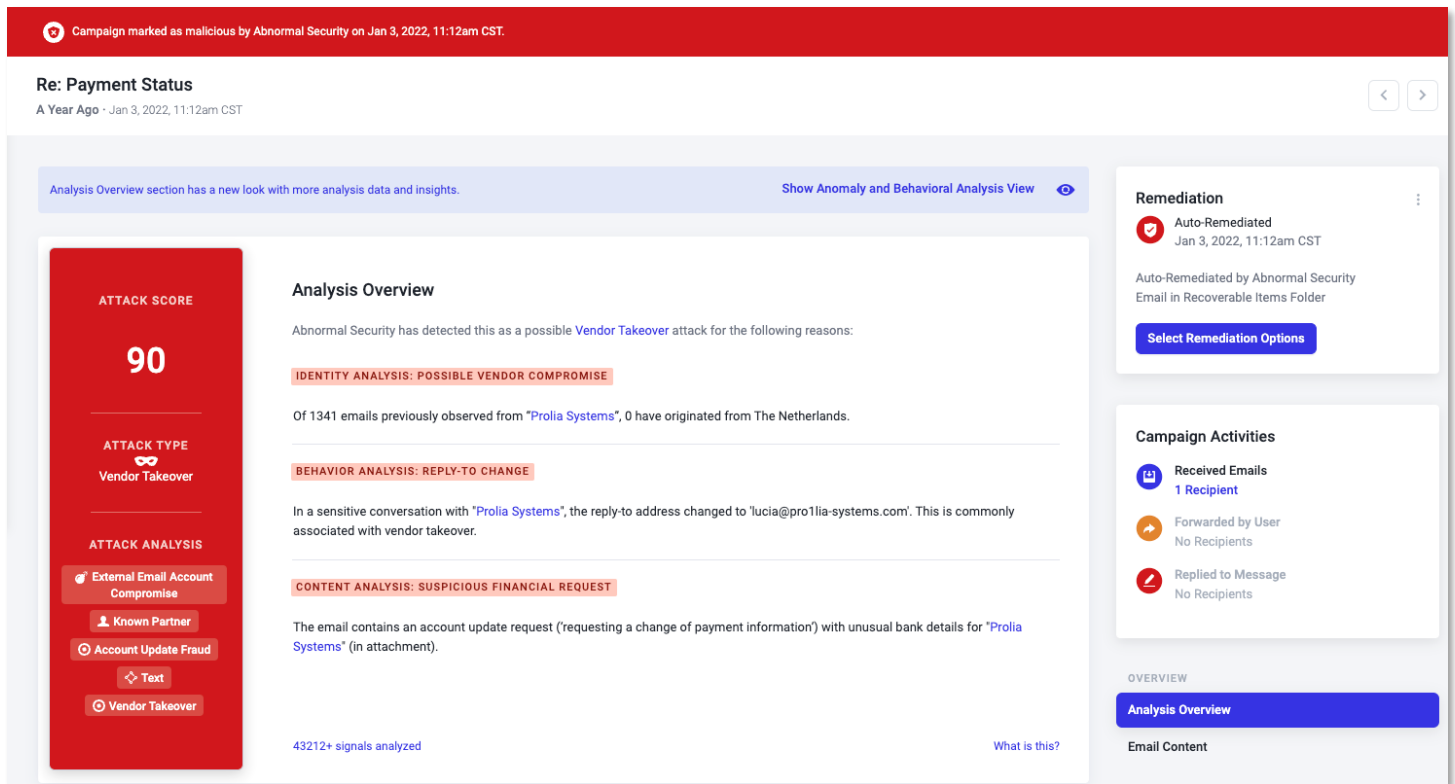 Campaign marked as malicious by Abnormal Security on Jan 3, 2022, 11:12am CST.
Re: Payment Status
A Year Ago · Jan 3, 2022, 11:12am CST
Analysis Overview section has a new look with more analysis data and insights.
Show Anomaly and Behavioral Analysis View
ATTACK SCORE
90
ATTACK TYPE
Vendor Takeover
ATTACK ANALYSIS
External Email Account
Compromise
Known Partner
Account Update Fraud
Text
Vendor Takeover
Analysis Overview
Abnormal Security has detected this as a possible Vendor Takeover attack for the following reasons:
IDENTITY ANALYSIS: POSSIBLE VENDOR COMPROMISE
Of 1341 emails previously observed from “Prolia Systems”, 0 have originated from The Netherlands.
BEHAVIOR ANALYSIS: REPLY-TO CHANGE
In a sensitive conversation with "Prolia Systems", the reply-to address changed to 'lucia@pro1lia-systems.com'. This is commonly
associated with vendor takeover.
CONTENT ANALYSIS: SUSPICIOUS FINANCIAL REQUEST
The email contains an account update request ('requesting a change of payment information') with unusual bank details for "Prolia
Systems" (in attachment).
43212+ signals analyzed
What is this?
Remediation
Auto-Remediated
Jan 3, 2022, 11:12am CST
Auto-Remediated by Abnormal Security
Email in Recoverable Items Folder
Select Remediation Options
Campaign Activities
Received Emails
1 Recipient
Forwarded by User
No Recipients
Replied to Message
No Recipients
OVERVIEW
Analysis Overview
Email Content